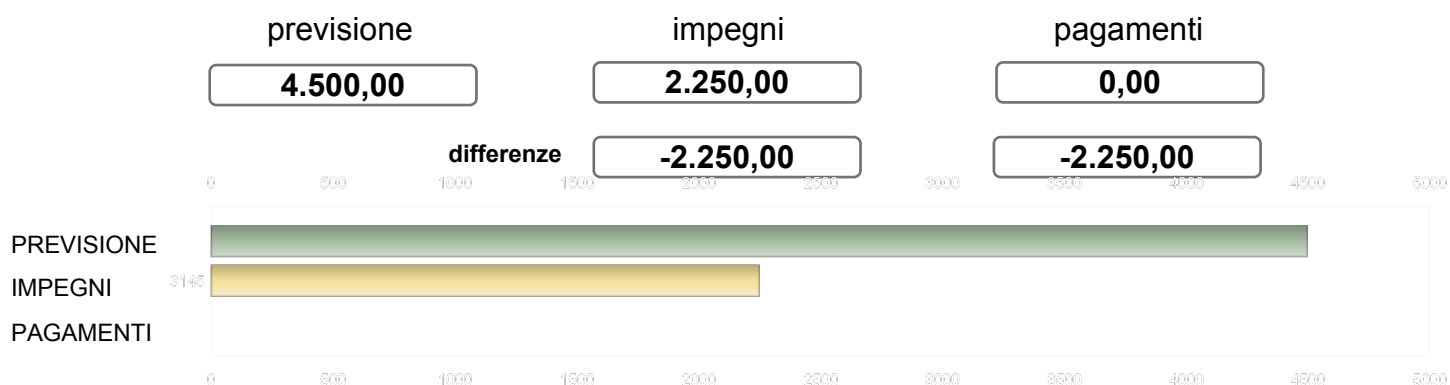 previsione impegni pagamenti
4.500,00 2.250,00 0,00
differenze -2.250,00 -2.250,00
0 500 1000 1500 2000 2500 3000 3500 4000 4500 5000
PREVISIONE
3145
IMPEGNI
PAGAMENTI
0 500 1000 1500 2000 2500 3000 3500 4000 4500 5000